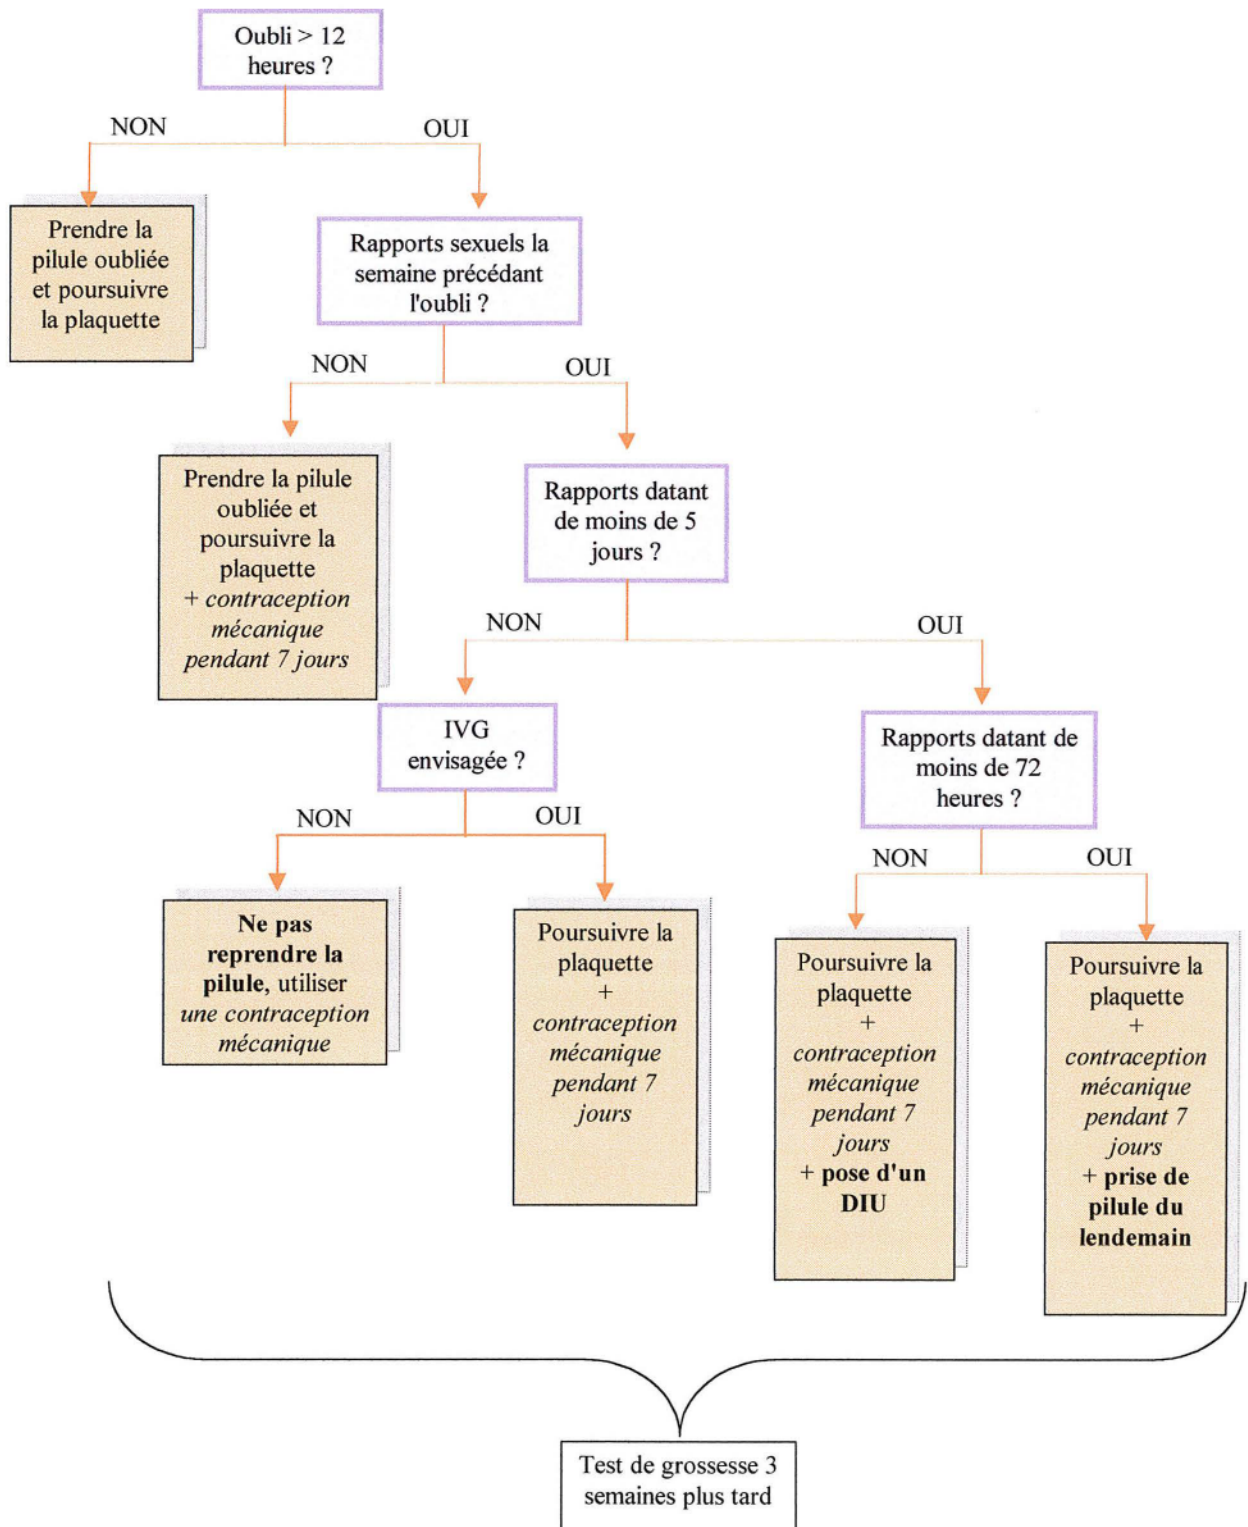 Oubli > 12
heures ?
NON
OUI
Prendre la
pilule oubliée
et poursuivre
la plaquette
Rapports sexuels la
semaine précédant
l'oubli ?
NON
OUI
Prendre la pilule
oubliée et
poursuivre la
plaquette
+ contraception
mécanique
pendant 7 jours
Rapports datant
de moins de 5
jours ?
NON
OUI
IVG
envisagée ?
Rapports datant de
moins de 72
heures ?
NON
OUI
NON
OUI
Ne pas
reprendre la
pilule, utiliser
une contraception
mécanique
Poursuivre la
plaquette
+
contraception
mécanique
pendant 7
jours
Poursuivre la
plaquette
+
contraception
mécanique
pendant 7
jours
+ pose d'un
DIU
Poursuivre la
plaquette
+
contraception
mécanique
pendant 7
jours
+ prise de
pilule du
lendemain
Test de grossesse 3
semaines plus tard